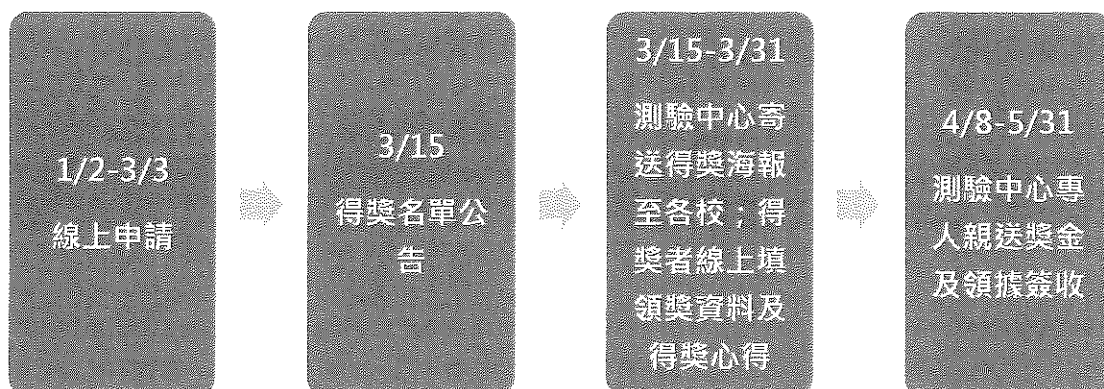 1/2-3/3
線上申請
3/15
得獎名單公
告
3/15-3/31
測驗中心寄
送得獎海報
至各校；得
獎者線上填
領獎資料及
得獎心得
4/8-5/31
測驗中心專
人親送獎金
及領據簽收